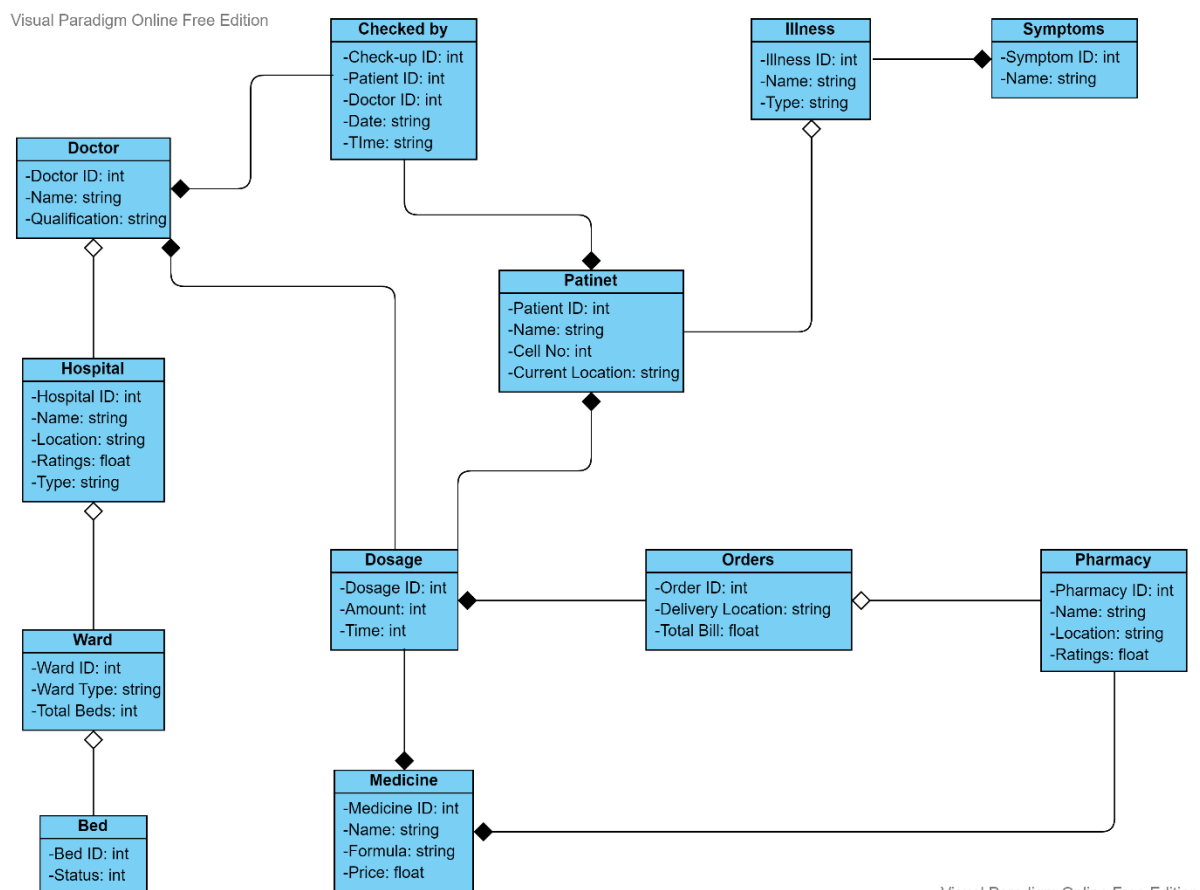 Visual Paradigm Online Free Edition
Checked by
-Check-up ID: int
-Patient ID: int
-Doctor ID: int
-Date: string
-TIme: string
Illness
-Illness ID: int
-Name: string
-Type: string
Symptoms
-Symptom ID: int
-Name: string
Doctor
-Doctor ID: int
-Name: string
-Qualification: string
Patinet
-Patient ID: int
-Name: string
-Cell No: int
-Current Location: string
Hospital
-Hospital ID: int
-Name: string
-Location: string
-Ratings: float
-Type: string
Dosage
-Dosage ID: int
-Amount: int
-Time: int
Orders
-Order ID: int
-Delivery Location: string
-Total Bill: float
Pharmacy
-Pharmacy ID: int
-Name: string
-Location: string
-Ratings: float
Ward
-Ward ID: int
-Ward Type: string
-Total Beds: int
Medicine
-Medicine ID: int
-Name: string
-Formula: string
-Price: float
Bed
-Bed ID: int
-Status: int
Visual Paradigm Online Free Edition